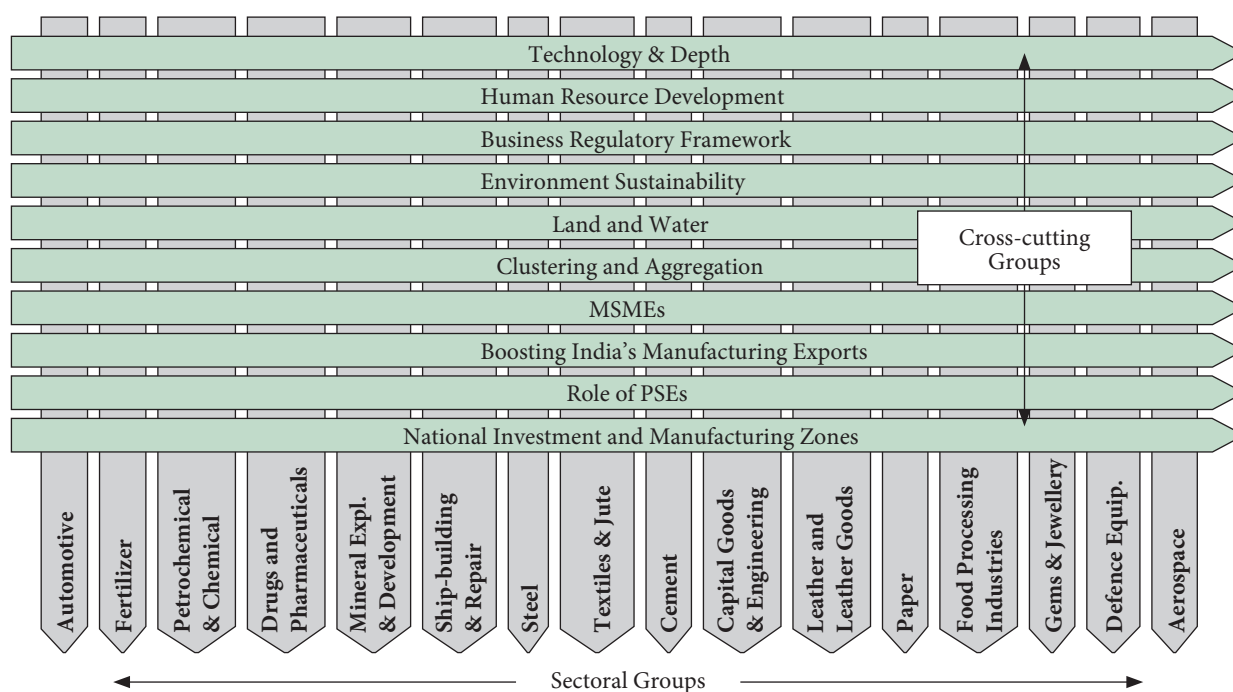 Technology & Depth
Human Resource Development
Business Regulatory Framework
Environment Sustainability
Land and Water
Cross-cutting
Groups
Clustering and Aggregation
MSMEs
Boosting India's Manufacturing Exports
Role of PSEs
National Investment and Manufacturing Zones
Automotive
Fertilizer
Petrochemical
& Chemical
Drugs and
Pharmaceuticals
Mineral Expl.
& Development
Ship-building
& Repair
Steel
Textiles & Jute
Cement
Capital Goods
& Engineering
Leather and
Leather Goods
Paper
Food Processing
Industries
Gems & Jewellery
Defence Equip.
Aerospace
Sectoral Groups